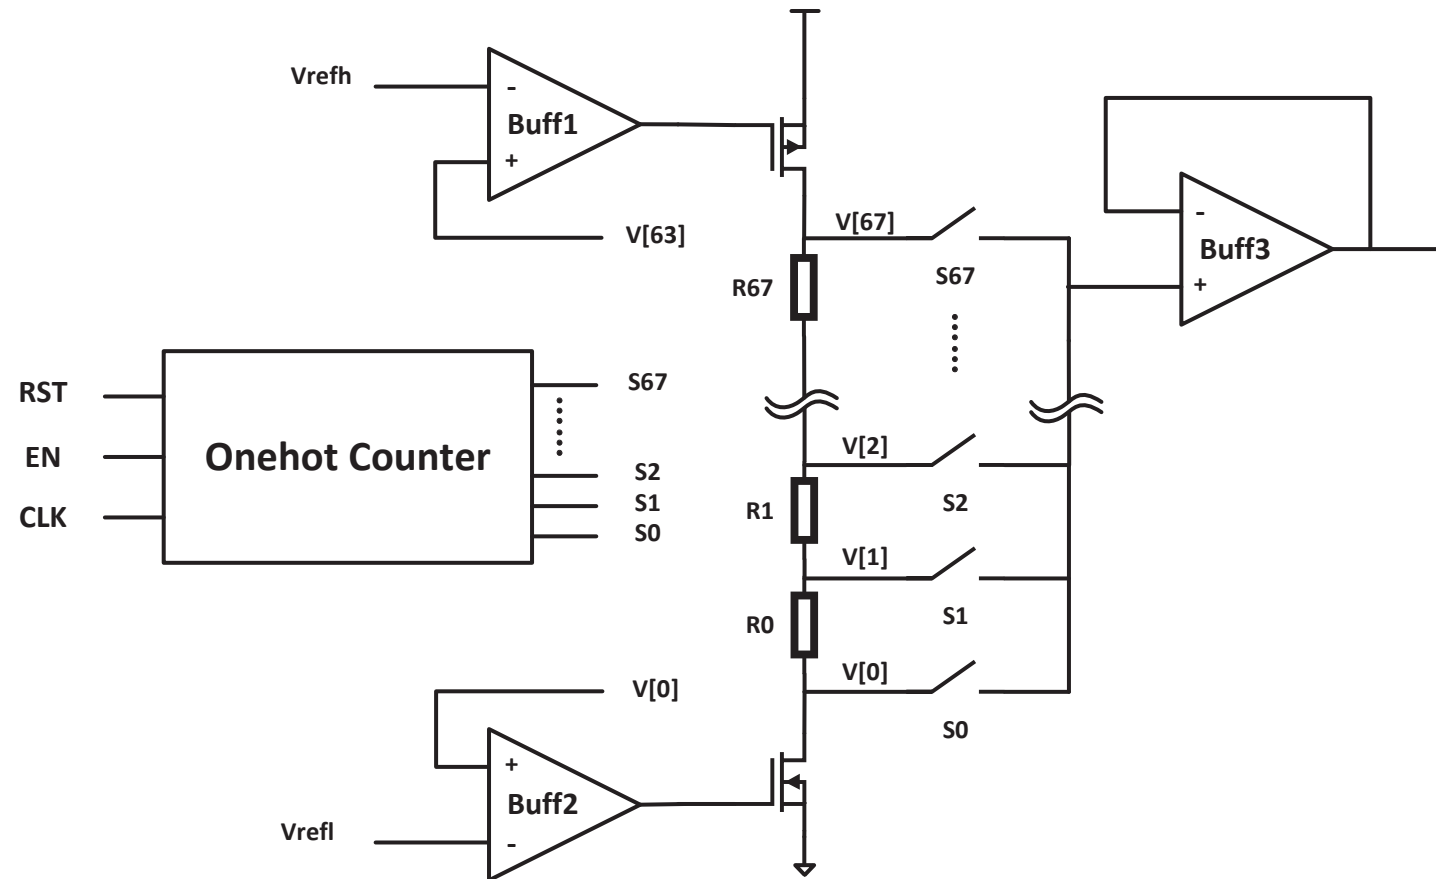 Vrefh
-
Buff1
+
V[63]
V[67]
S67
R67
-
Buff3
+
RST
EN
CLK
Onehot Counter
S67
S2
S1
S0
V[2]
S2
R1
V[1]
S1
R0
V[0]
S0
V[0]
+
Buff2
-
Vrefl